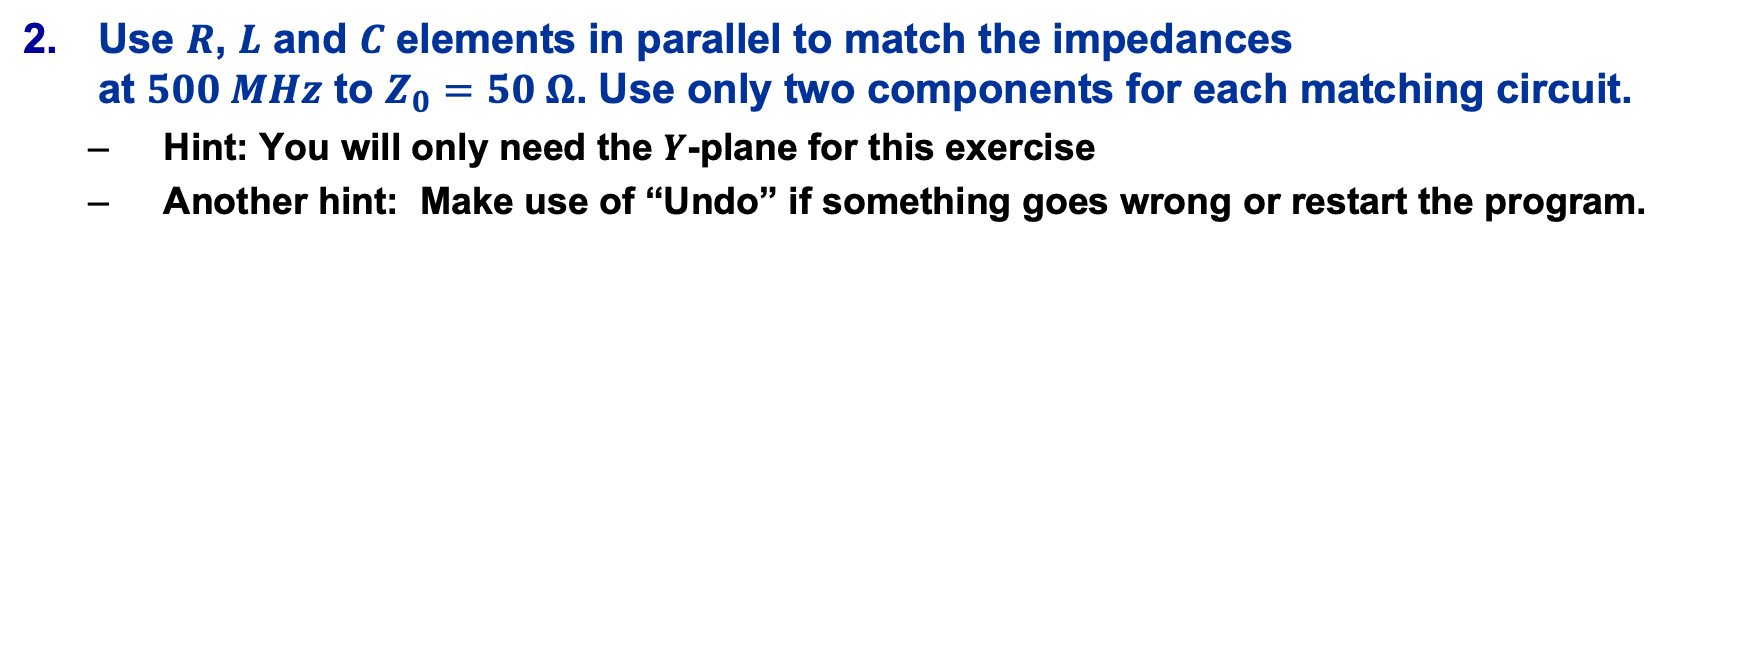 2. Use R, L and C elements in parallel to match the impedances
at 500 MHz to Z₀ = 50 Ω. Use only two components for each matching circuit.
– Hint: You will only need the Y-plane for this exercise
– Another hint: Make use of “Undo” if something goes wrong or restart the program.